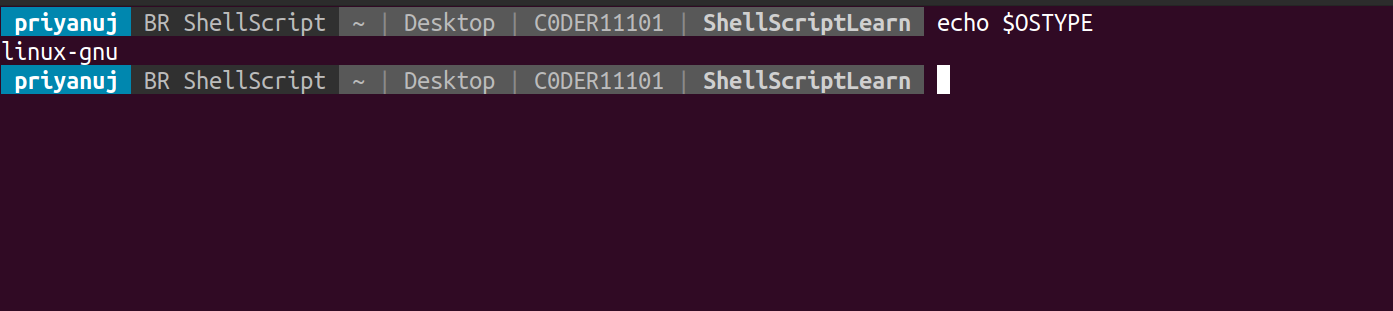 priyanuj BR ShellScript ~ | Desktop | C0DER11101 | ShellScriptLearn echo $OSTYPE
linux-gnu
priyanuj BR ShellScript ~ | Desktop | C0DER11101 | ShellScriptLearn